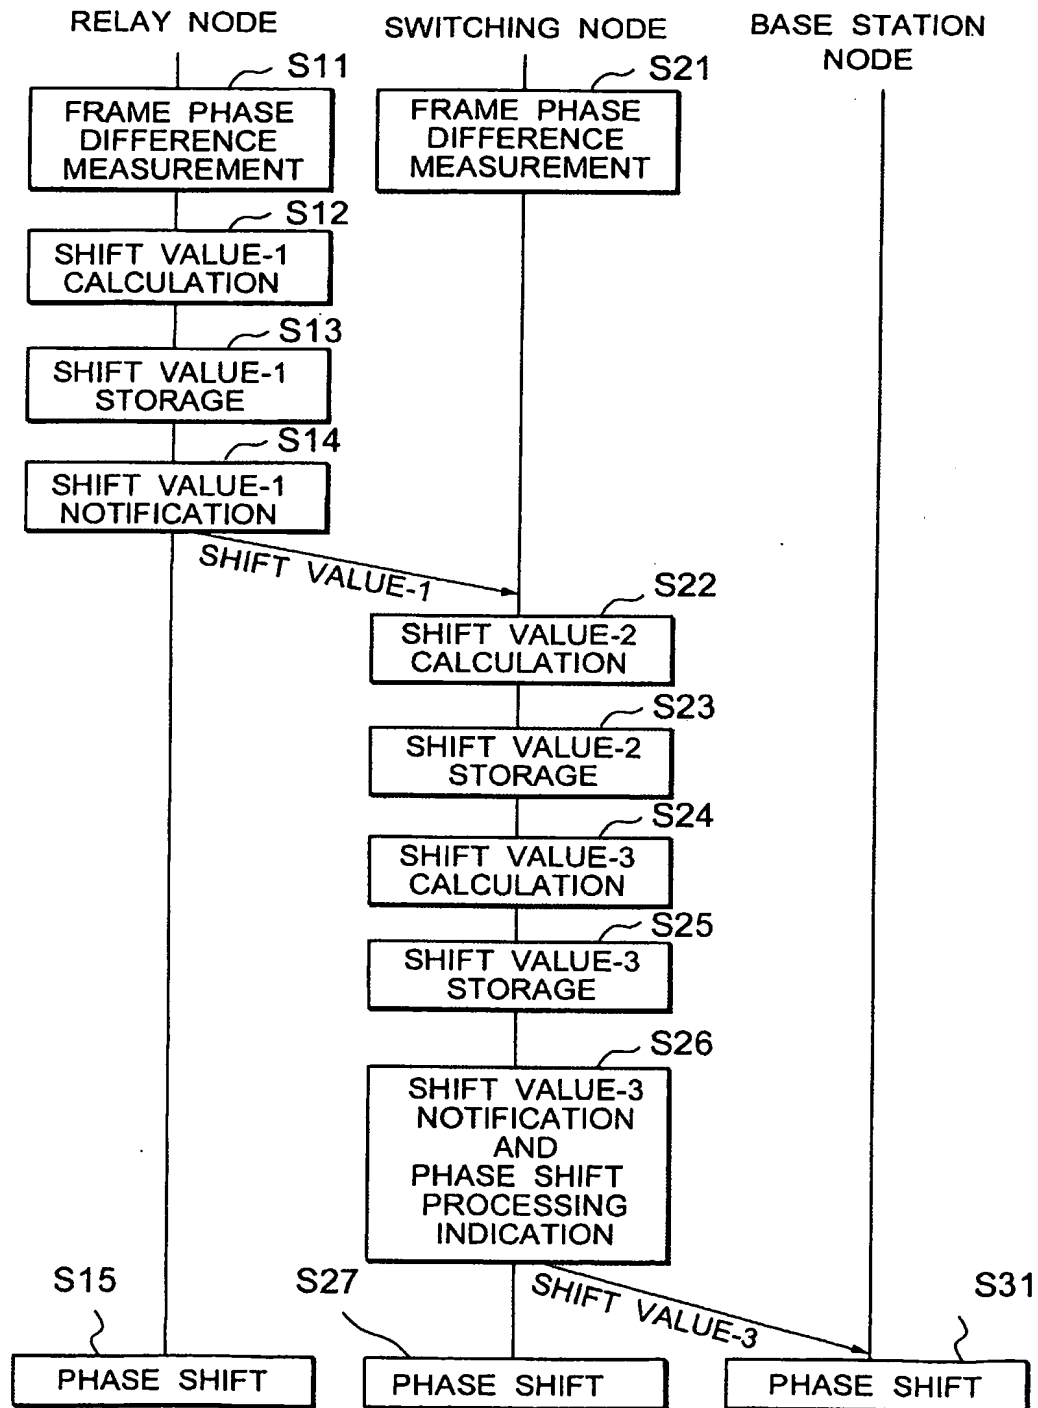 RELAY NODE
SWITCHING NODE
BASE STATION
NODE
S11
FRAME PHASE
DIFFERENCE
MEASUREMENT
S21
FRAME PHASE
DIFFERENCE
MEASUREMENT
S12
SHIFT VALUE-1
CALCULATION
S13
SHIFT VALUE-1
STORAGE
S14
SHIFT VALUE-1
NOTIFICATION
SHIFT VALUE-1
S22
SHIFT VALUE-2
CALCULATION
S23
SHIFT VALUE-2
STORAGE
S24
SHIFT VALUE-3
CALCULATION
S25
SHIFT VALUE-3
STORAGE
S26
SHIFT VALUE-3
NOTIFICATION
AND
PHASE SHIFT
PROCESSING
INDICATION
SHIFT VALUE-3
S15
PHASE SHIFT
S27
PHASE SHIFT
S31
PHASE SHIFT